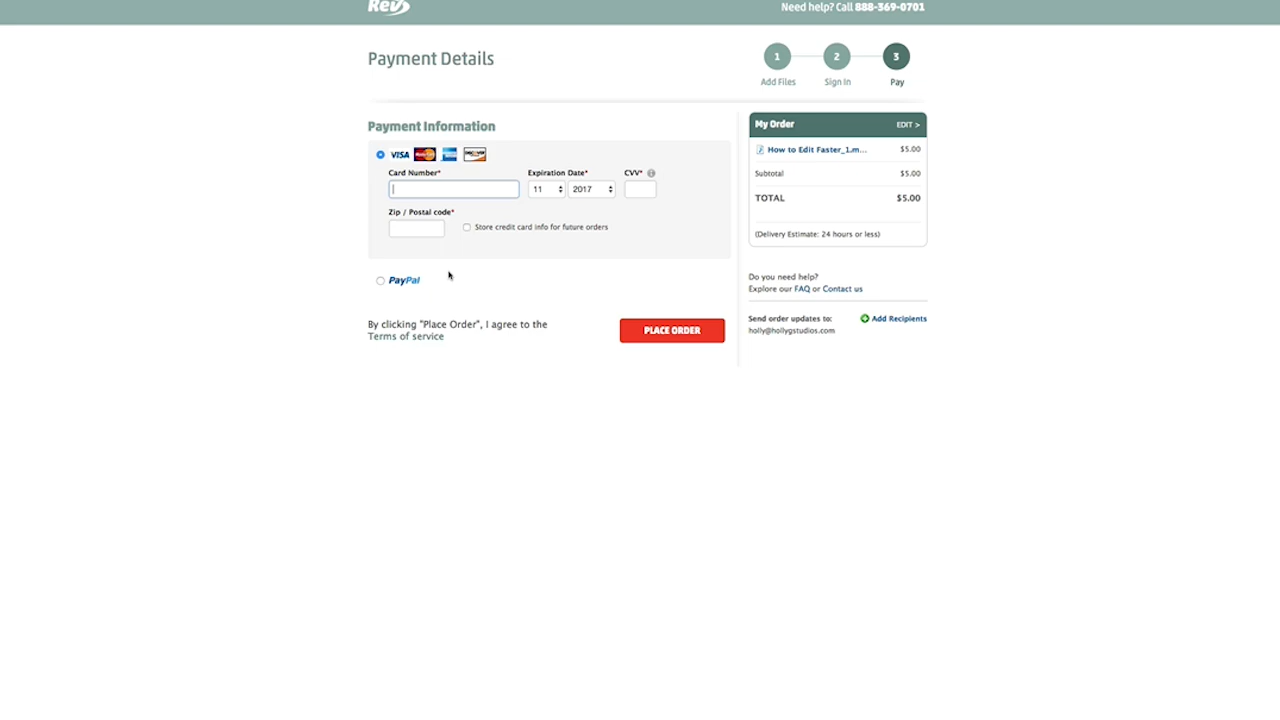 Rev
Need help? Call 888-369-0701
Payment Details
1
2
3
Add Files
Sign In
Pay
Payment Information
VISA
MasterCard
DISCOVER
Card Number*
Expiration Date*
CVV*
11
2017
Zip / Postal code*
Store credit card info for future orders
PayPal
By clicking "Place Order", I agree to the
Terms of service
PLACE ORDER
My Order
EDIT >
How to Edit Faster_1.m...
$5.00
Subtotal
$5.00
TOTAL
$5.00
(Delivery Estimate: 24 hours or less)
Do you need help?
Explore our FAQ or Contact us
Send order updates to:
Add Recipients
holly@hollygstudios.com